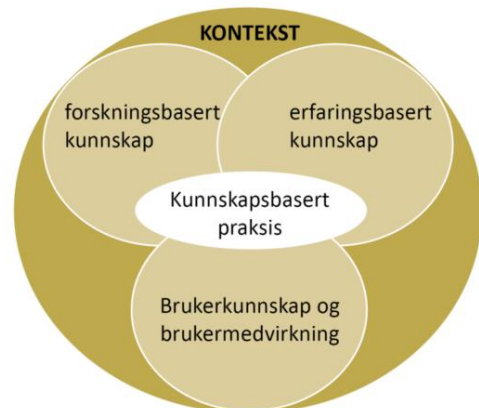 KONTEKST
forskningsbasert
kunnskap
erfaringsbasert
kunnskap
Kunnskapsbasert
praksis
Brukerkunnskap og
brukermedvirkning